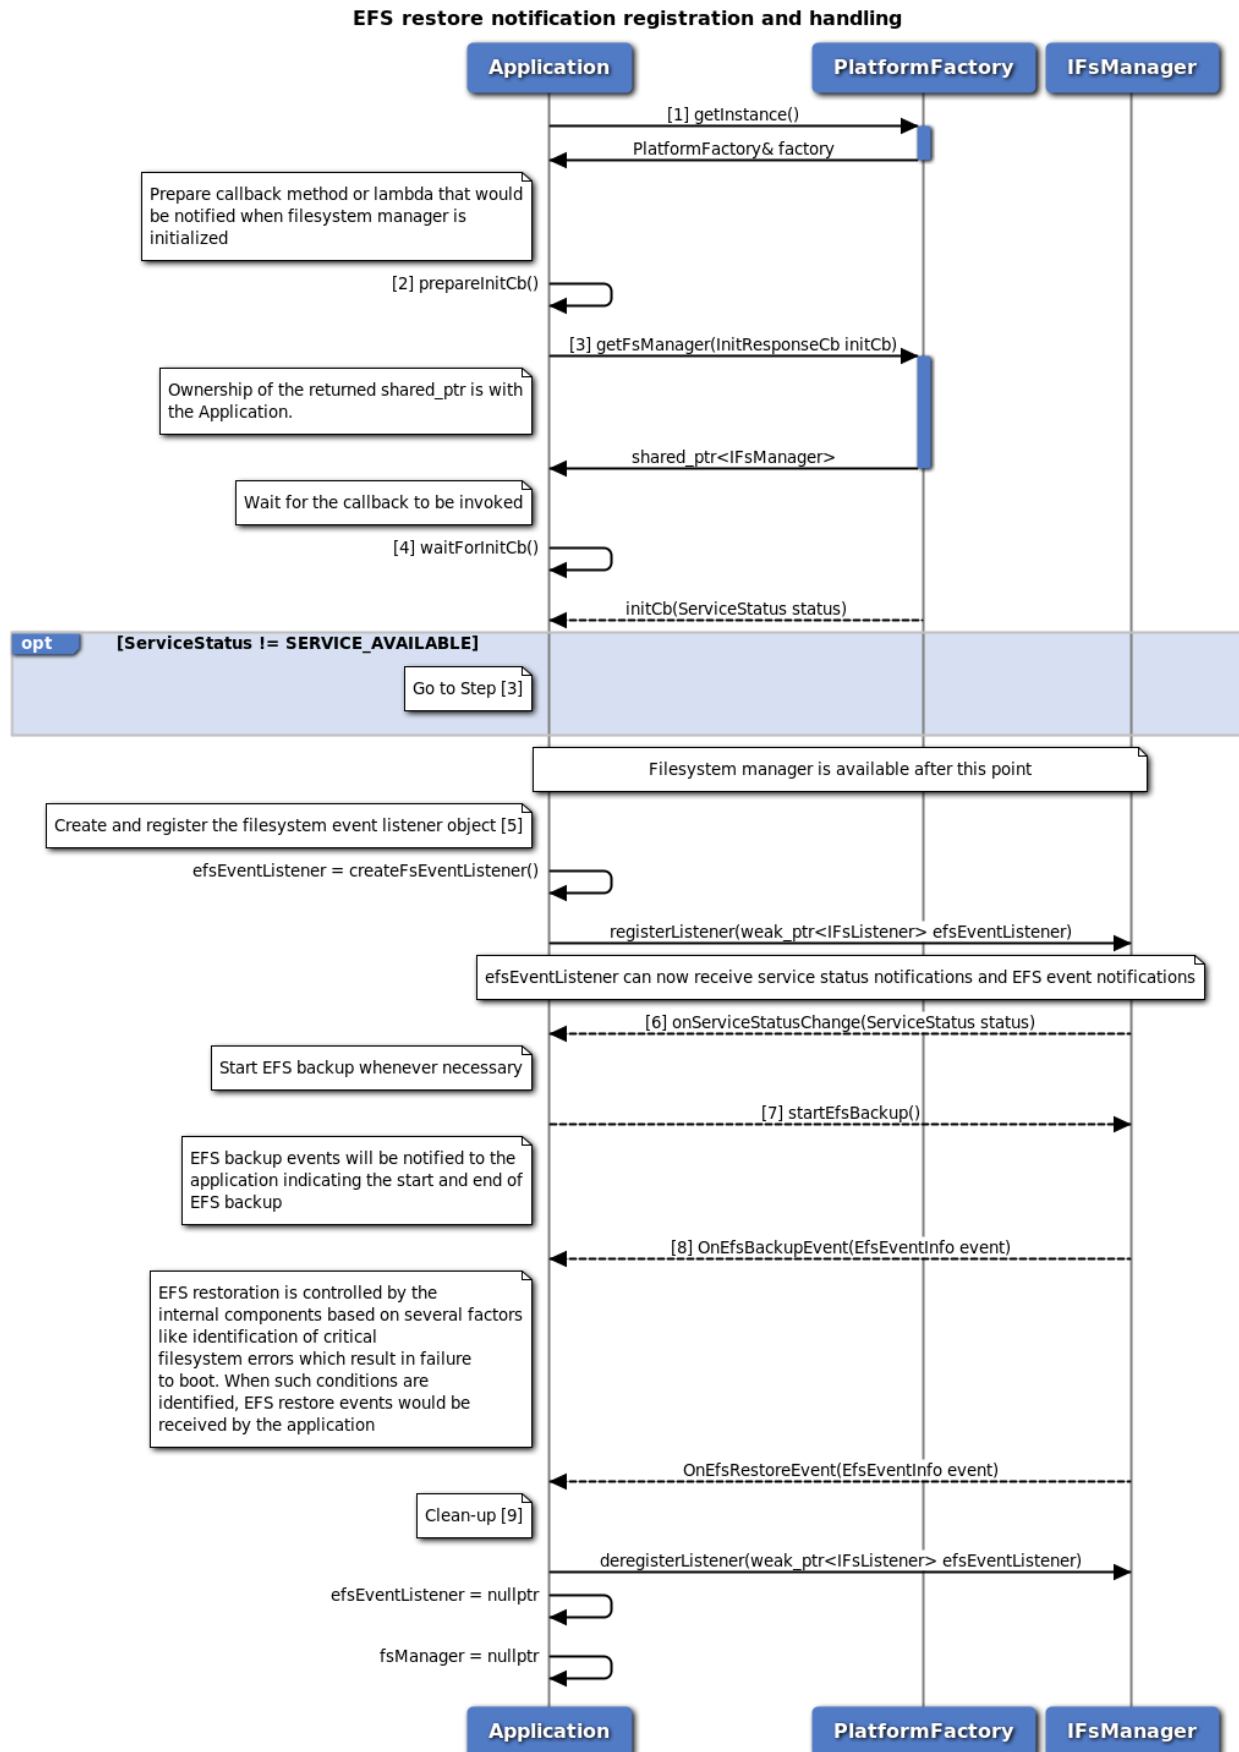 EFS restore notification registration and handling
Application
PlatformFactory
IFsManager
[1] getInstance()
PlatformFactory& factory
Prepare callback method or lambda that would
be notified when filesystem manager is
initialized
[2] prepareInitCb()
[3] getFsManager(InitResponseCb initCb)
Ownership of the returned shared_ptr is with
the Application.
shared_ptr<IFsManager>
Wait for the callback to be invoked
[4] waitForInitCb()
initCb(ServiceStatus status)
opt
[ServiceStatus != SERVICE_AVAILABLE]
Go to Step [3]
Filesystem manager is available after this point
Create and register the filesystem event listener object [5]
efsEventListener = createFsEventListener()
registerListener(weak_ptr<IFsListener> efsEventListener)
efsEventListener can now receive service status notifications and EFS event notifications
[6] onServiceStatusChange(ServiceStatus status)
Start EFS backup whenever necessary
[7] startEfsBackup()
EFS backup events will be notified to the
application indicating the start and end of
EFS backup
[8] OnEfsBackupEvent(EfsEventInfo event)
EFS restoration is controlled by the
internal components based on several factors
like identification of critical
filesystem errors which result in failure
to boot. When such conditions are
identified, EFS restore events would be
received by the application
OnEfsRestoreEvent(EfsEventInfo event)
Clean-up [9]
deregisterListener(weak_ptr<IFsListener> efsEventListener)
efsEventListener = nullptr
fsManager = nullptr
Application
PlatformFactory
IFsManager